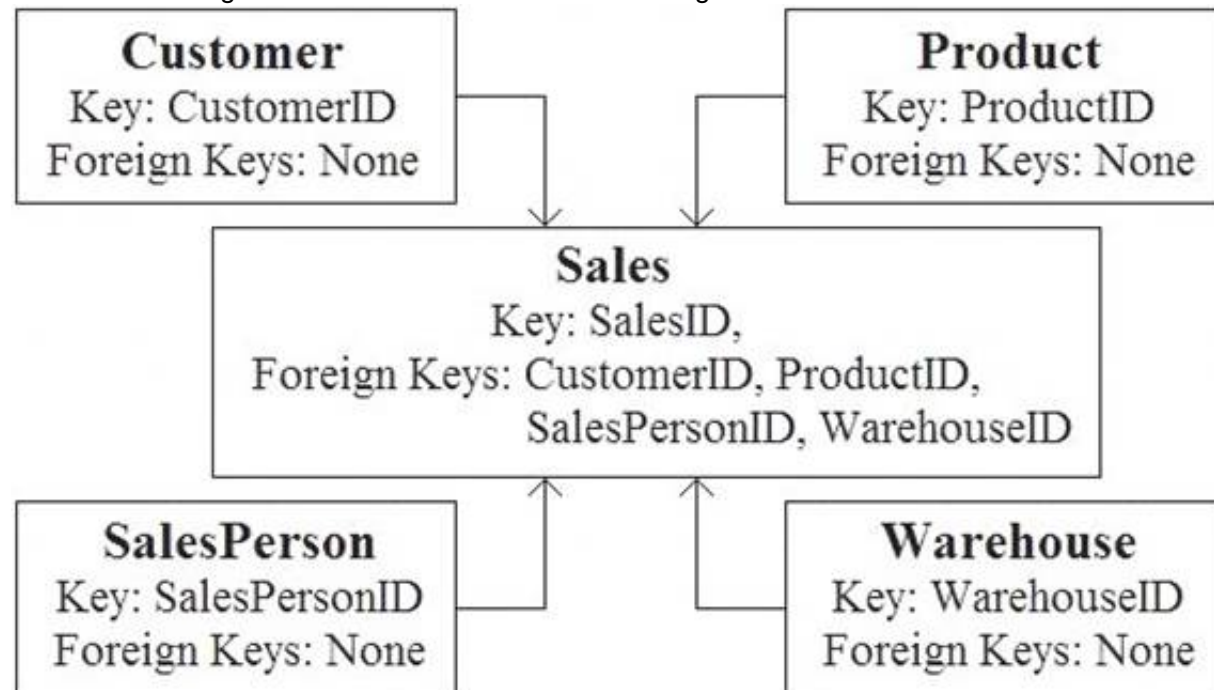 Customer
Key: CustomerID
Foreign Keys: None
Product
Key: ProductID
Foreign Keys: None
Sales
Key: SalesID,
Foreign Keys: CustomerID, ProductID,
SalesPersonID, WarehouseID
SalesPerson
Key: SalesPersonID
Foreign Keys: None
Warehouse
Key: WarehouseID
Foreign Keys: None